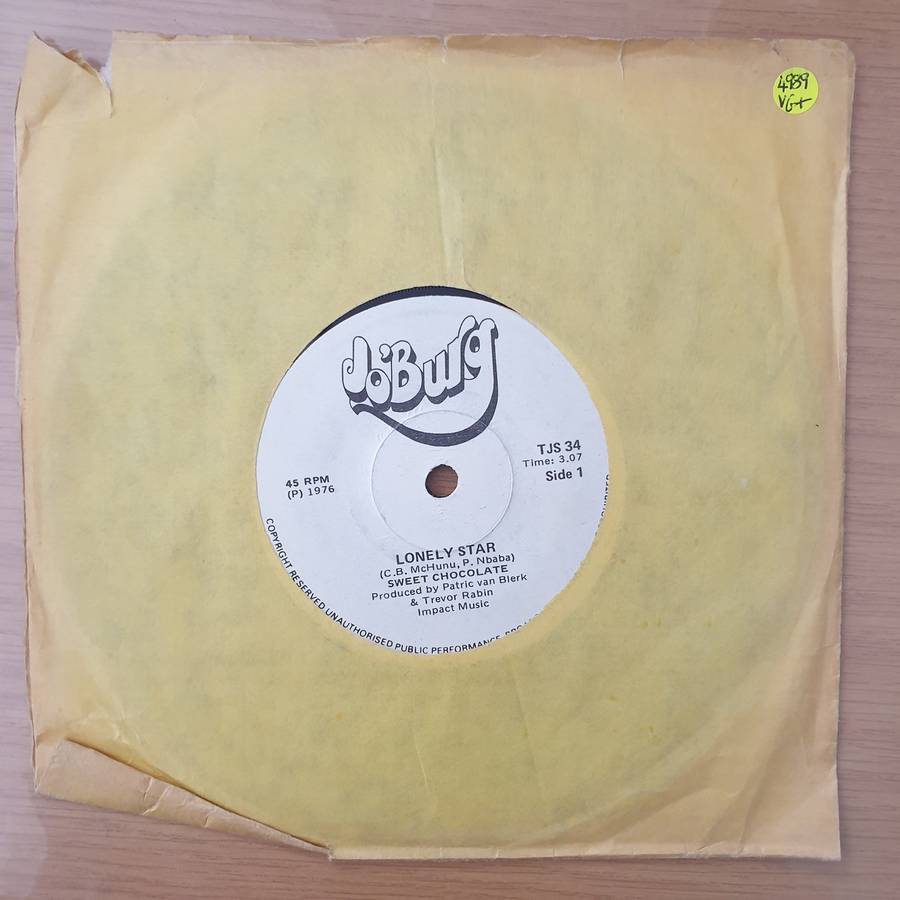 4989
VG+
Jo'Burg
TJS 34
Time: 3.07
Side 1
45 RPM
(P) 1976
LONELY STAR
(C.B. McHunu, P. Nbaba)
SWEET CHOCOLATE
Produced by Patric van Blerk
& Trevor Rabin
Impact Music
COPYRIGHT RESERVED UNAUTHORISED PUBLIC PERFORMANCE